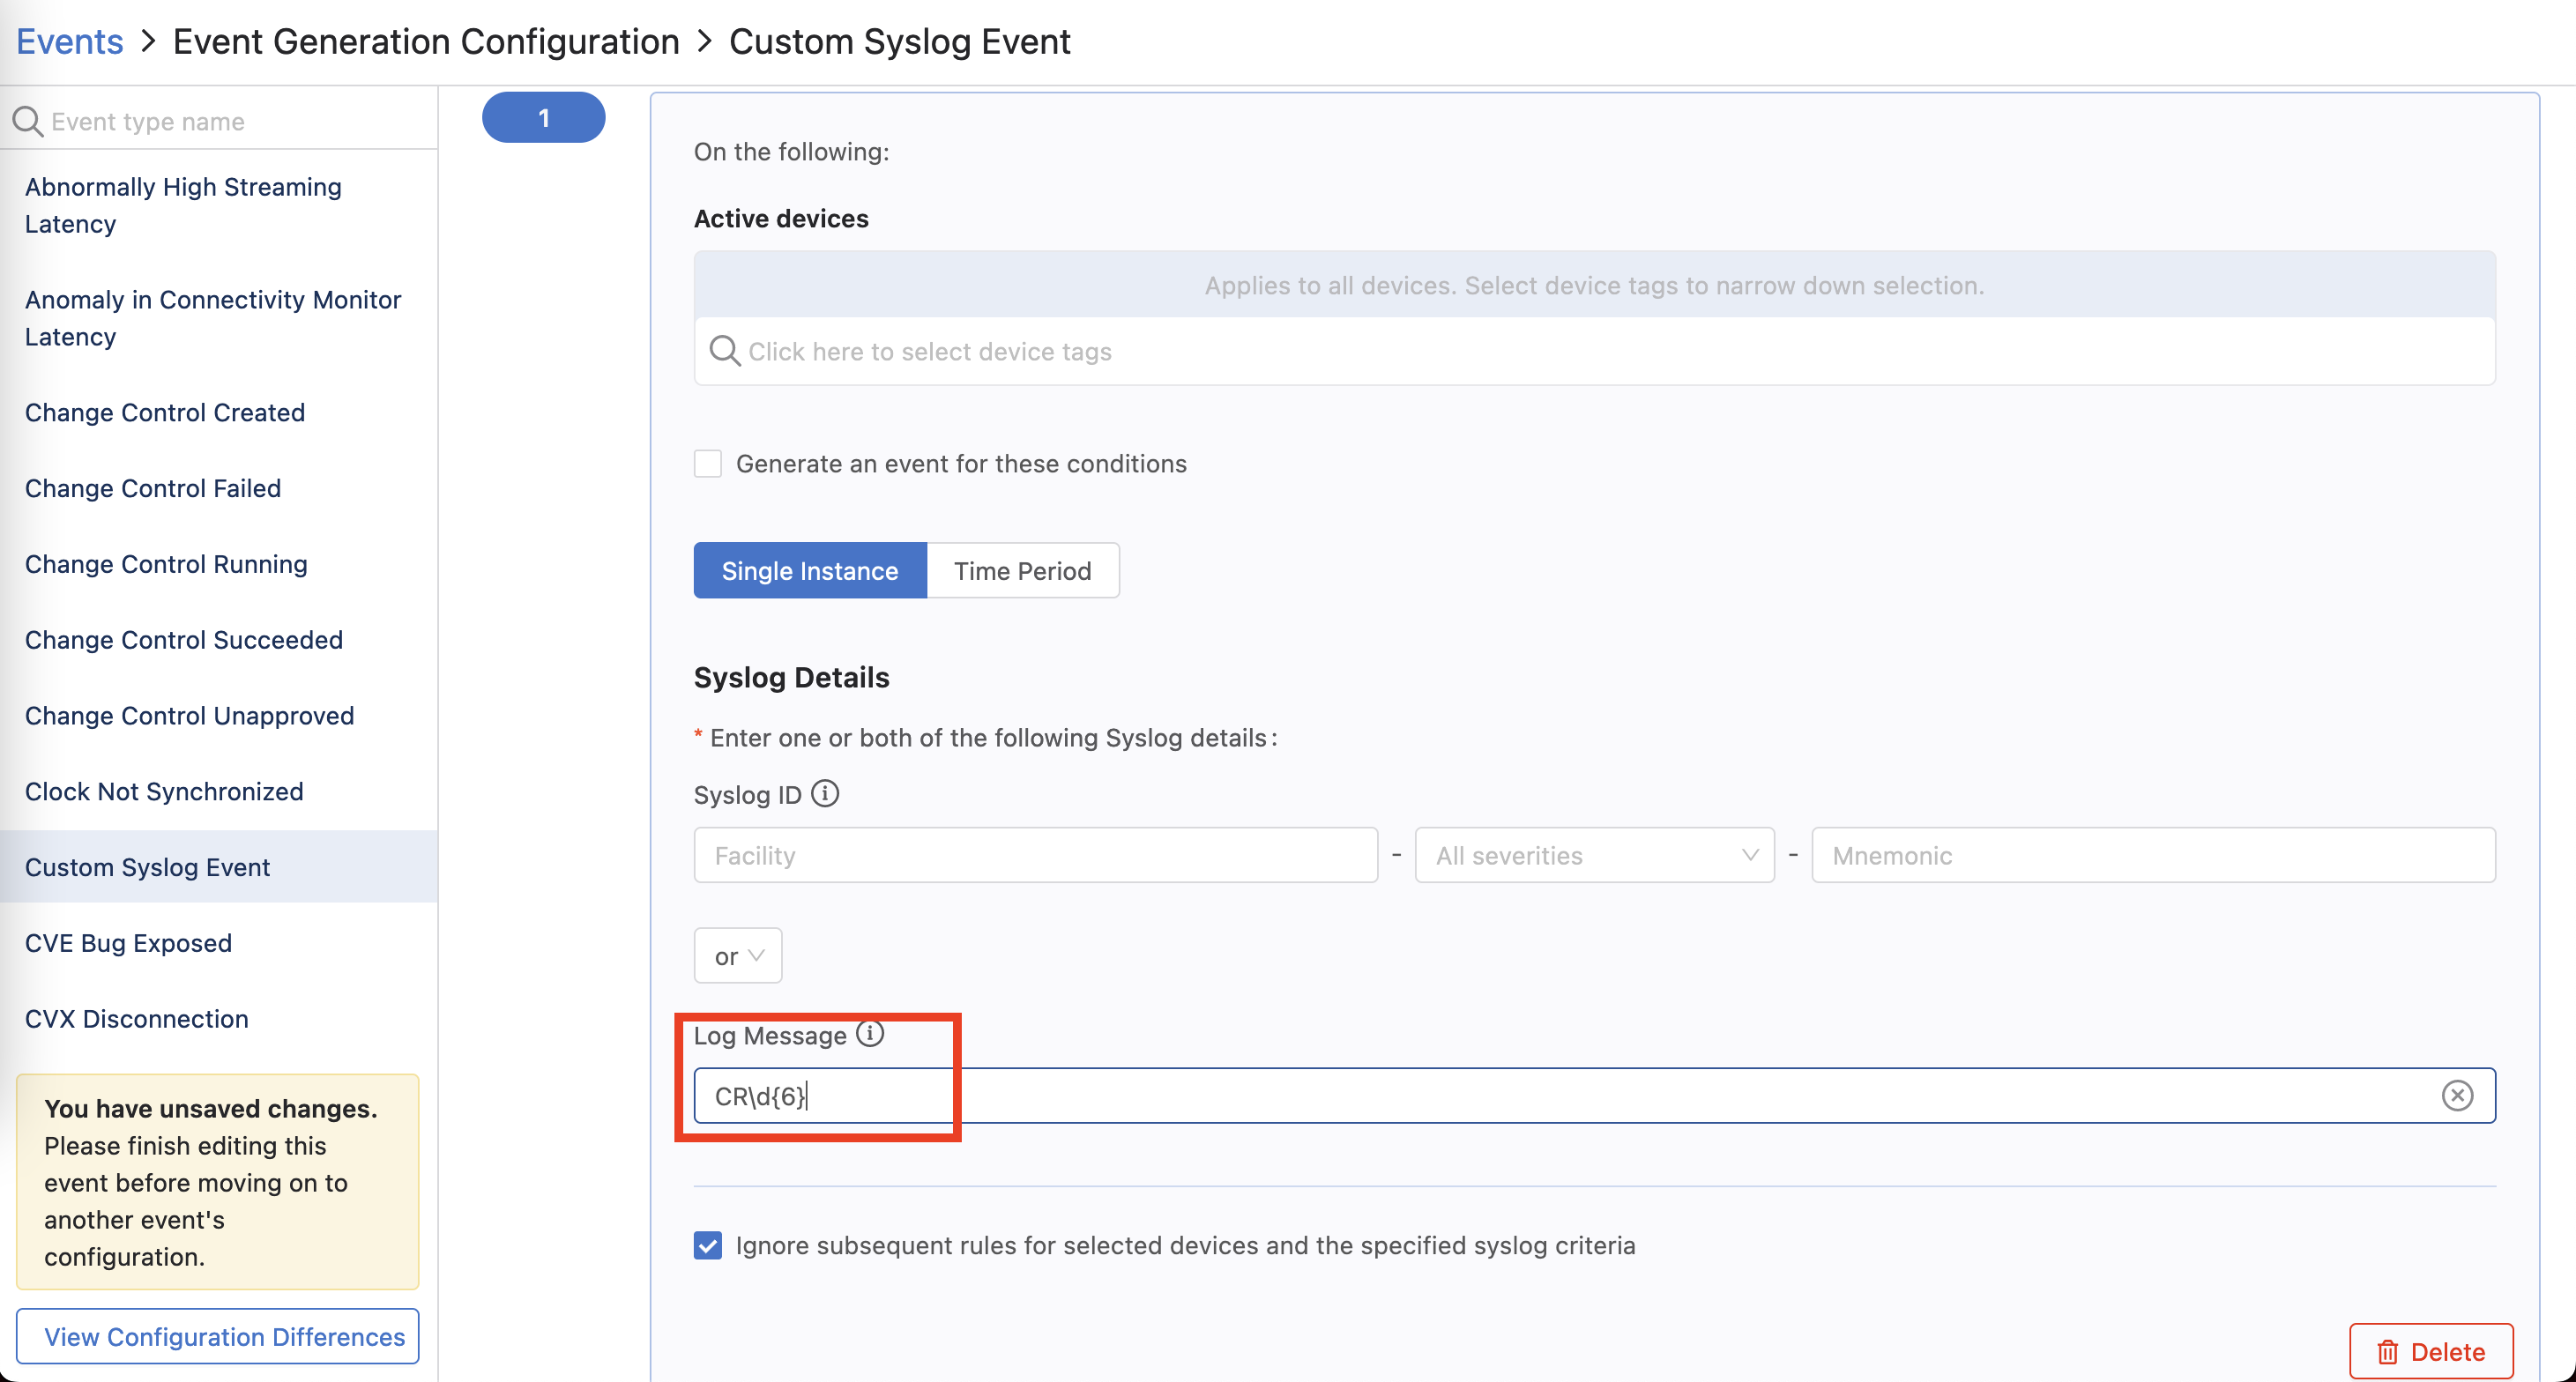 Events > Event Generation Configuration > Custom Syslog Event
Event type name
Abnormally High Streaming
Latency
Anomaly in Connectivity Monitor
Latency
Change Control Created
Change Control Failed
Change Control Running
Change Control Succeeded
Change Control Unapproved
Clock Not Synchronized
Custom Syslog Event
CVE Bug Exposed
CVX Disconnection
You have unsaved changes.
Please finish editing this
event before moving on to
another event's
configuration.
View Configuration Differences
1
On the following:
Active devices
Applies to all devices. Select device tags to narrow down selection.
Click here to select device tags
Generate an event for these conditions
Single Instance Time Period
Syslog Details
* Enter one or both of the following Syslog details:
Syslog ID
Facility - All severities - Mnemonic
or
Log Message
CR\d{6}
Ignore subsequent rules for selected devices and the specified syslog criteria
Delete